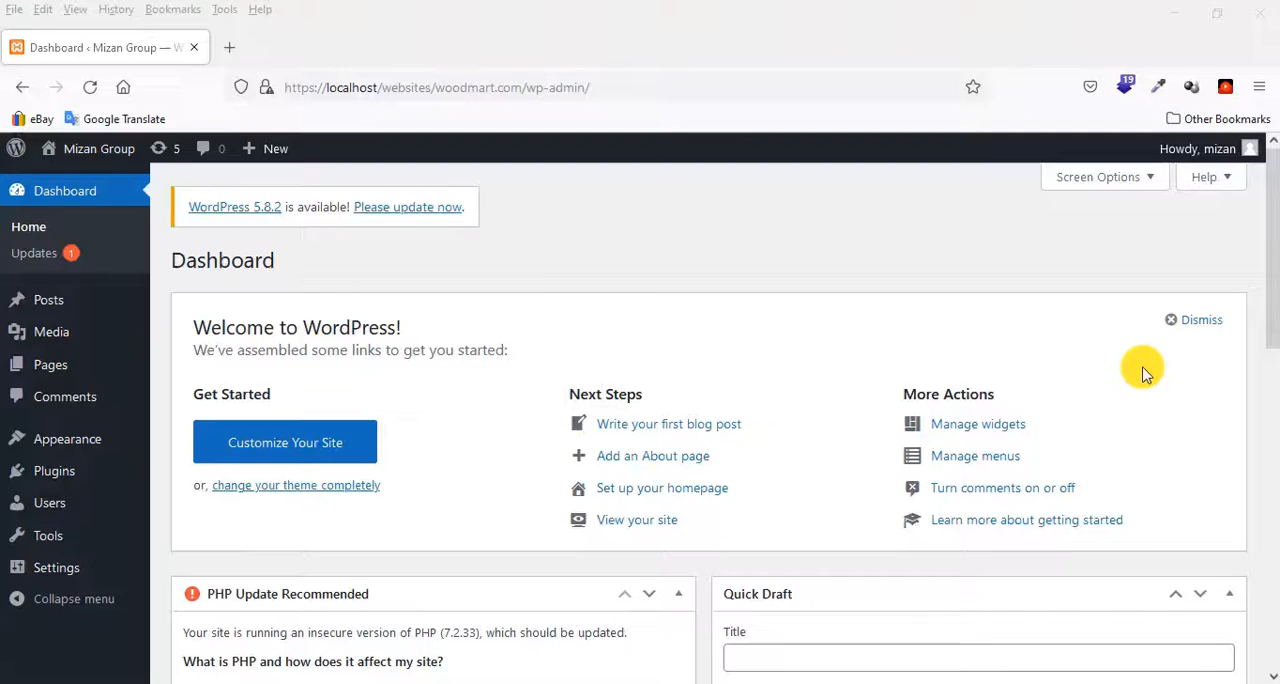 File Edit View History Bookmarks Tools Help
Dashboard ‹ Mizan Group — W
https://localhost/websites/woodmart.com/wp-admin/
19
eBay Google Translate Other Bookmarks
Mizan Group 5 0 New Howdy, mizan
Dashboard
Home
Updates 1
Posts
Media
Pages
Comments
Appearance
Plugins
Users
Tools
Settings
Collapse menu
Screen Options Help
WordPress 5.8.2 is available! Please update now.
Dashboard
Welcome to WordPress!
We've assembled some links to get you started:
Dismiss
Get Started
Customize Your Site
or, change your theme completely
Next Steps
Write your first blog post
Add an About page
Set up your homepage
View your site
More Actions
Manage widgets
Manage menus
Turn comments on or off
Learn more about getting started
PHP Update Recommended
Your site is running an insecure version of PHP (7.2.33), which should be updated.
What is PHP and how does it affect my site?
Quick Draft
Title